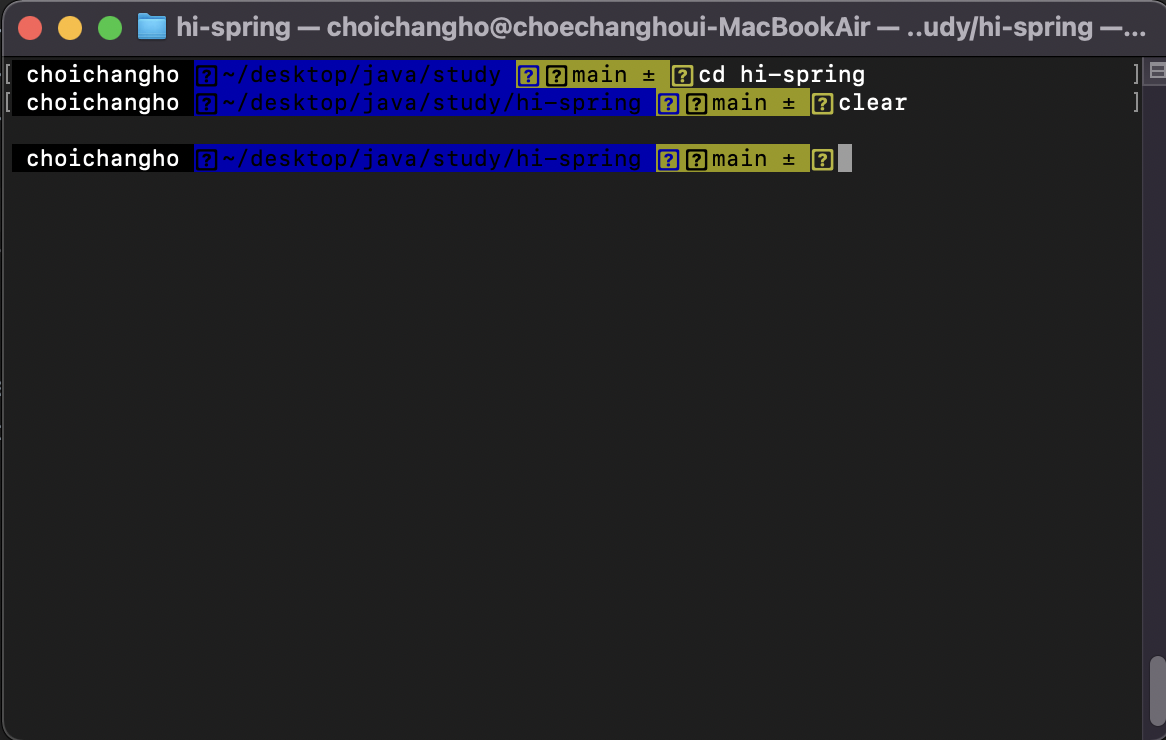 hi-spring — choichangho@choechanghoui-MacBookAir — ..udy/hi-spring —...
[ choichangho ? ~/desktop/java/study ? ? main ± ? cd hi-spring ]
[ choichangho ? ~/desktop/java/study/hi-spring ? ? main ± ? clear ]
choichangho ? ~/desktop/java/study/hi-spring ? ? main ± ?